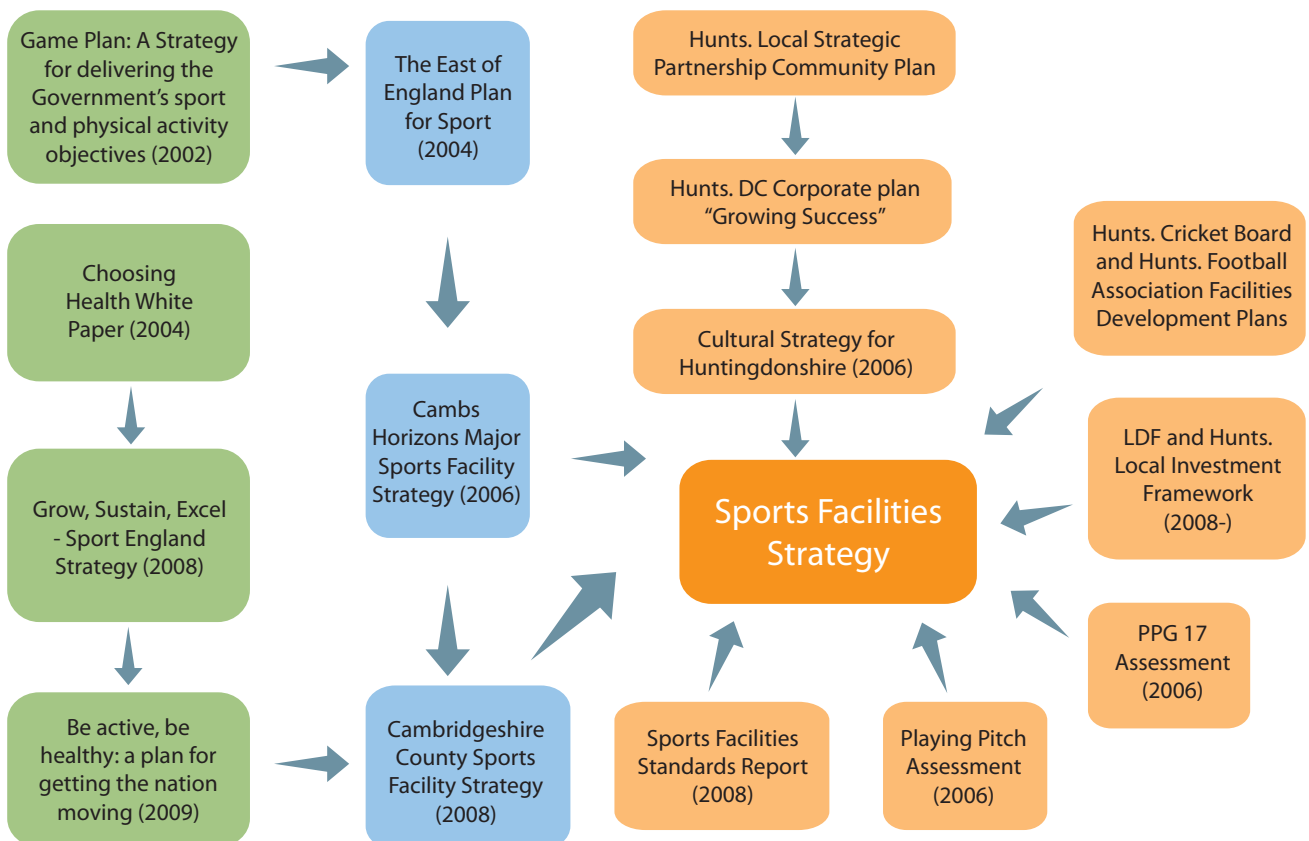 Game Plan: A Strategy
for delivering the
Government’s sport
and physical activity
objectives (2002)
The East of
England Plan
for Sport
(2004)
Hunts. Local Strategic
Partnership Community Plan
Hunts. DC Corporate plan
“Growing Success”
Hunts. Cricket Board
and Hunts. Football
Association Facilities
Development Plans
Choosing
Health White
Paper (2004)
Cultural Strategy for
Huntingdonshire (2006)
Cambs
Horizons Major
Sports Facility
Strategy (2006)
LDF and Hunts.
Local Investment
Framework
(2008-)
Grow, Sustain, Excel
- Sport England
Strategy (2008)
Sports Facilities
Strategy
PPG 17
Assessment
(2006)
Be active, be
healthy: a plan for
getting the nation
moving (2009)
Cambridgeshire
County Sports
Facility Strategy
(2008)
Sports Facilities
Standards Report
(2008)
Playing Pitch
Assessment
(2006)